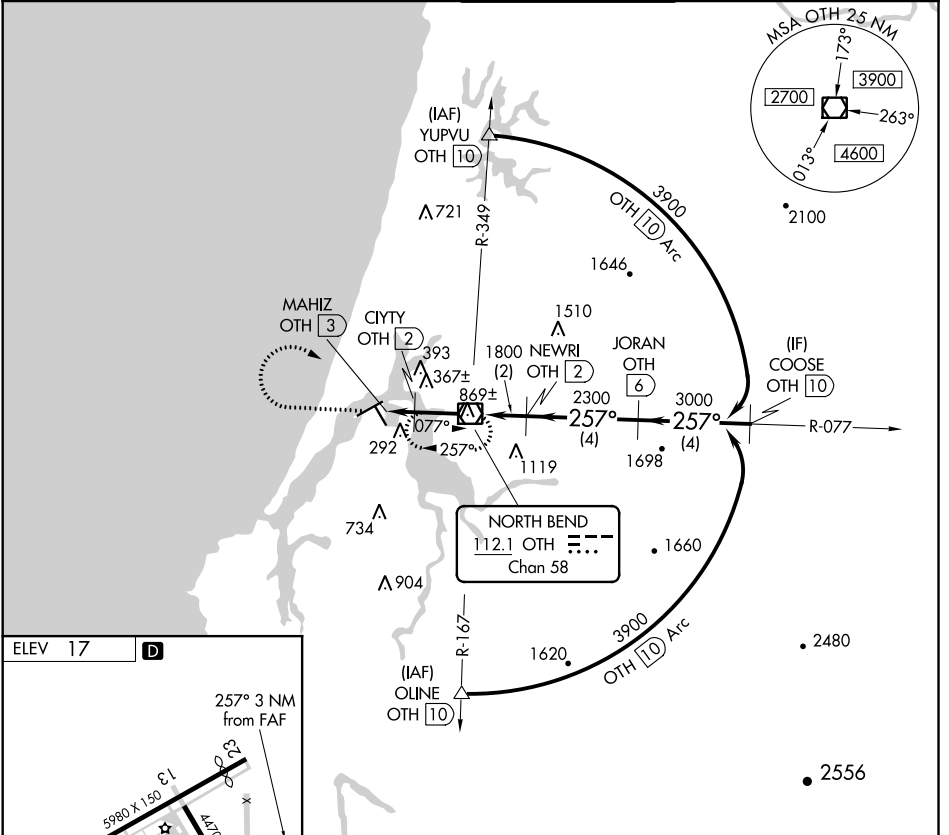 MSA OTH 25 NM
173°
3900
2700
263°
013°
4600
(IAF)
YUPVU
OTH 10
3900
OTH 10 Arc
2100
721
R-349
1646
1510
MAHIZ
OTH 3
CIYTY
OTH 2
393
367±
869±
1800
(2)
NEWRI
OTH 2
JORAN
OTH
6
(IF)
COOSE
OTH 10
2300
257°
(4)
3000
257°
(4)
R-077
077°
257°
292
1119
1698
734
NORTH BEND
112.1 OTH
Chan 58
1660
904
R-167
3900
OTH 10 Arc
1620
2480
(IAF)
OLINE
OTH 10
2556
ELEV 17
D
257° 3 NM
from FAF
23
13
5980 X 150
X